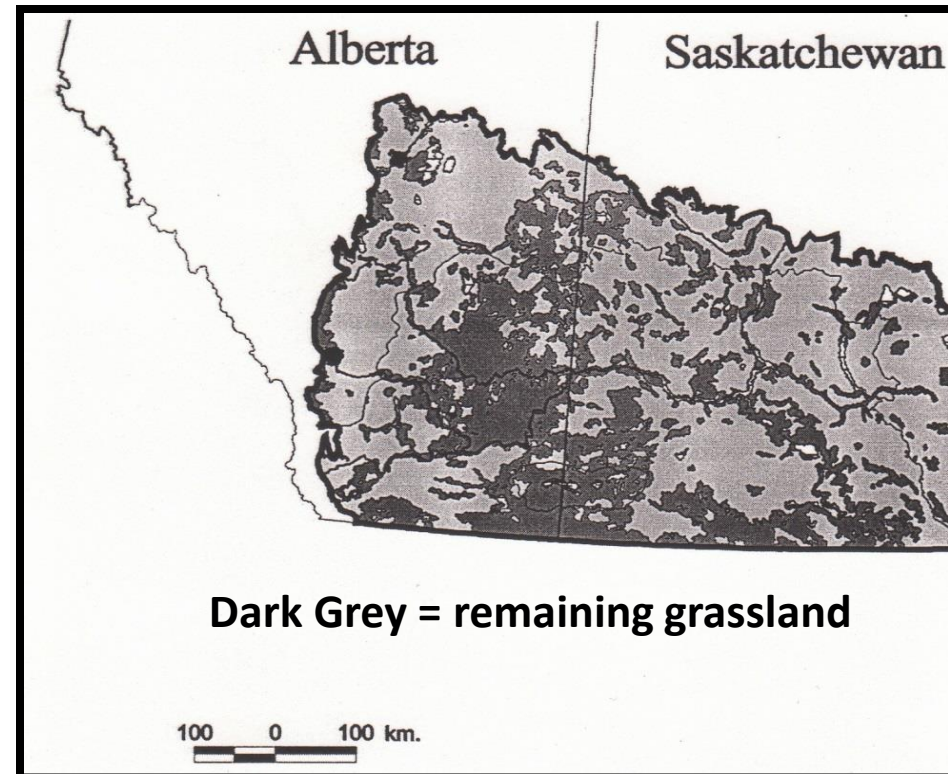 Alberta Saskatchewan
Dark Grey = remaining grassland
100 0 100 km.